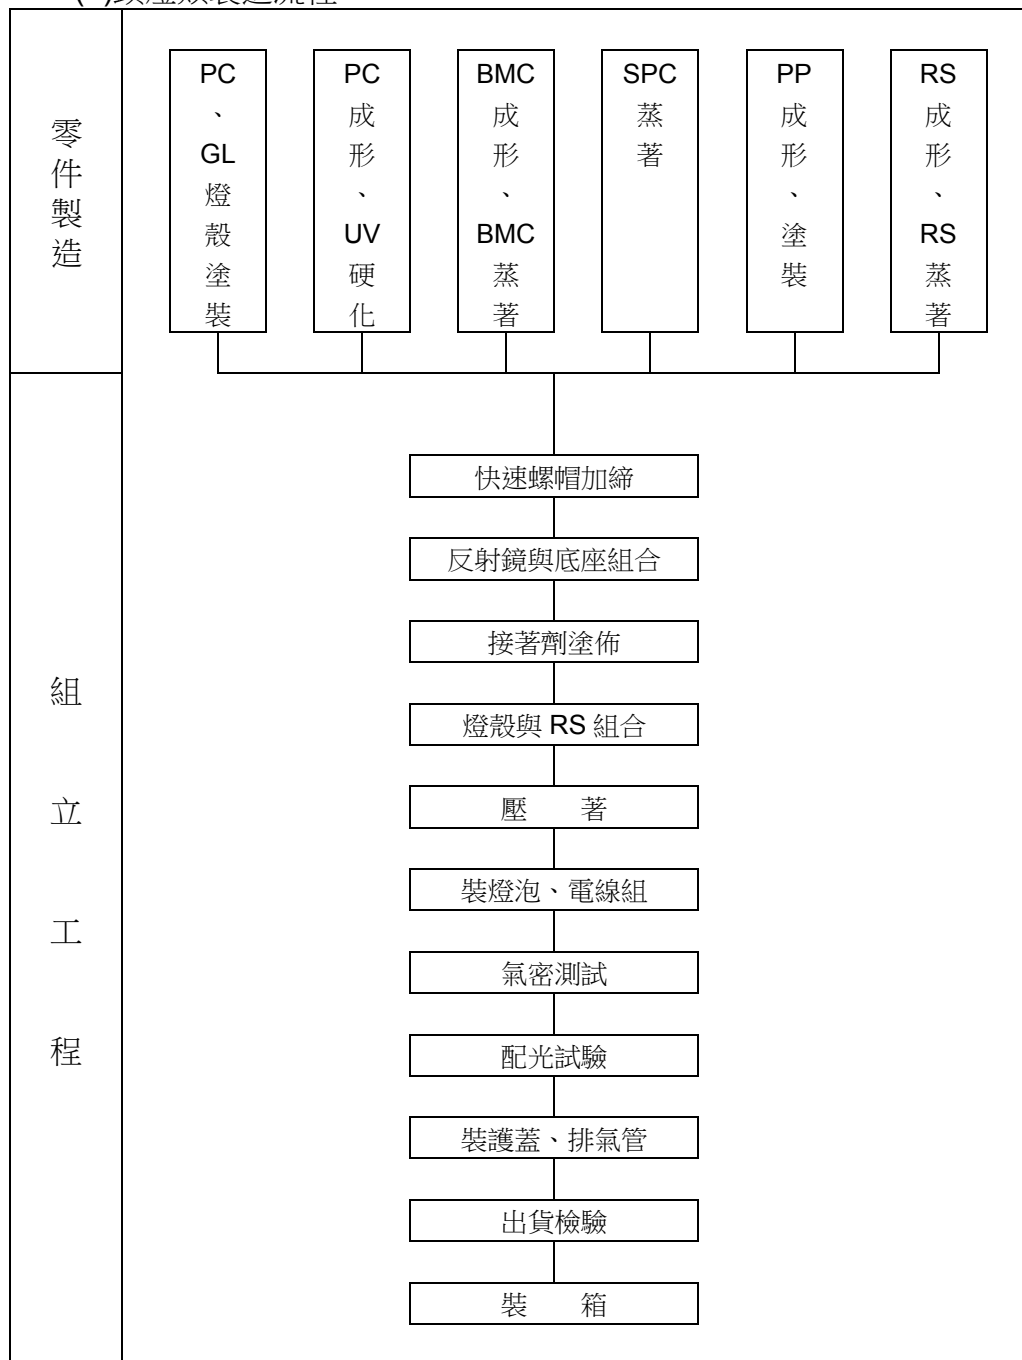 零件製造
PC、GL燈殼塗裝
PC成形、UV硬化
BMC成形、BMC蒸著
SPC蒸著
PP成形、塗裝
RS成形、RS蒸著
組立工程
快速螺帽加締
反射鏡與底座組合
接著劑塗佈
燈殼與 RS 組合
壓　　著
裝燈泡、電線組
氣密測試
配光試驗
裝護蓋、排氣管
出貨檢驗
裝　　箱